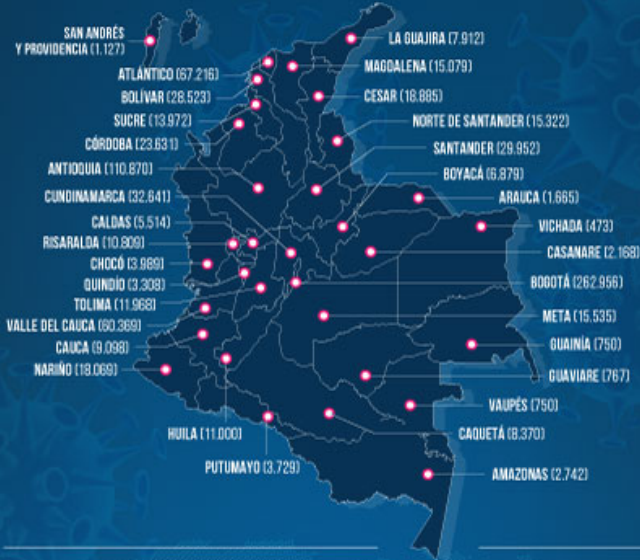 SAN ANDRÉS
Y PROVIDENCIA (1.127)
ATLÁNTICO (67.216)
BOLÍVAR (28.523)
SUCRE (13.972)
CÓRDOBA (23.631)
ANTIOQUIA (110.870)
CUNDINAMARCA (32.641)
CALDAS (5.514)
RISARALDA (10.809)
CHOCÓ (3.989)
QUINDÍO (3.308)
TOLIMA (11.968)
VALLE DEL CAUCA (60.369)
CAUCA (9.098)
NARIÑO (18.069)
HUILA (11.000)
PUTUMAYO (3.729)
LA GUAJIRA (7.912)
MAGDALENA (15.079)
CESAR (18.885)
NORTE DE SANTANDER (15.322)
SANTANDER (29.952)
BOYACÁ (6.879)
ARAUCA (1.665)
VICHADA (473)
CASANARE (2.168)
BOGOTÁ (262.956)
META (15.535)
GUAINÍA (750)
GUAVIARE (767)
VAUPÉS (750)
CAQUETÁ (8.370)
AMAZONAS (2.742)